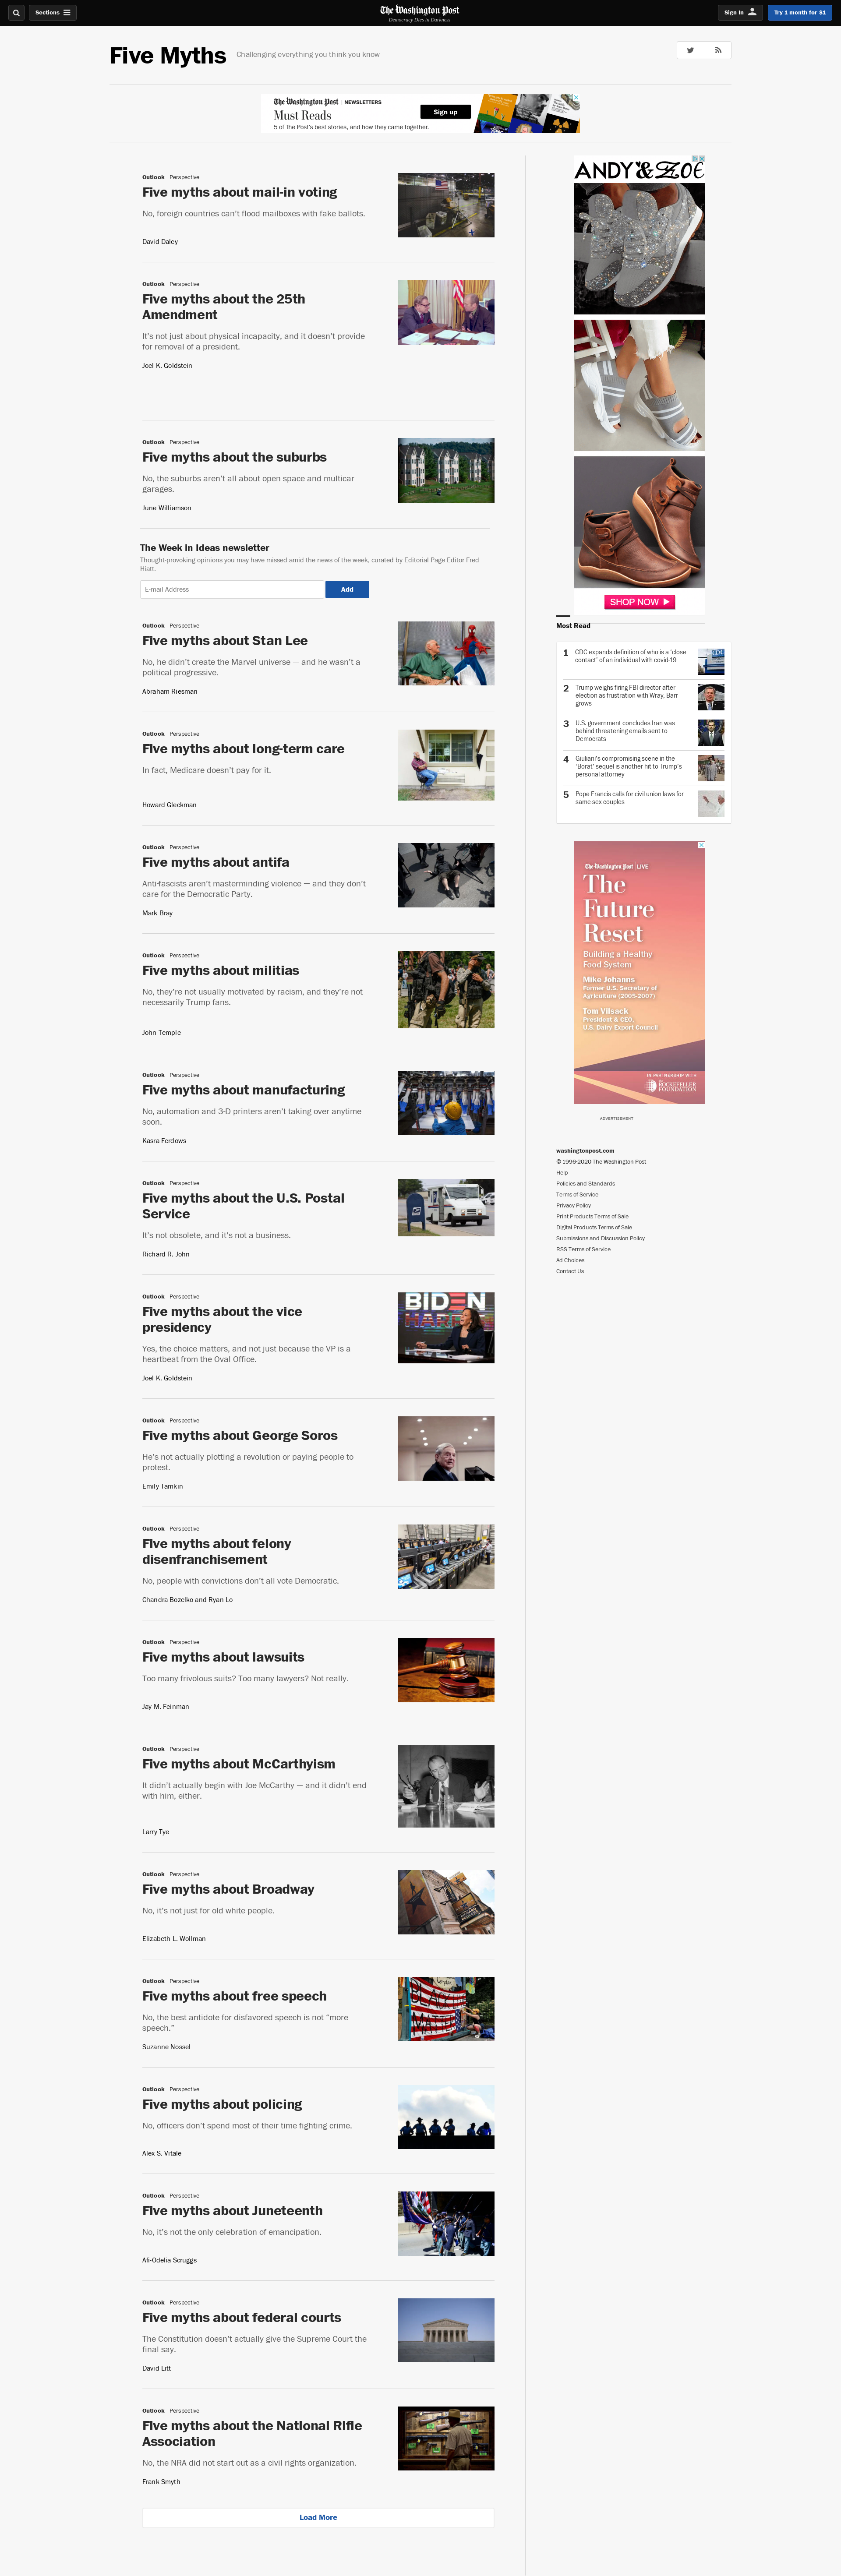 Sections
The Washington Post
Democracy Dies in Darkness
Sign In
Try 1 month for $1
Five Myths
Challenging everything you think you know
The Washington Post | NEWSLETTERS
Must Reads
5 of The Post's best stories, and how they came together.
Sign up
Outlook Perspective
Five myths about mail-in voting
No, foreign countries can't flood mailboxes with fake ballots.
David Daley
Outlook Perspective
Five myths about the 25th
Amendment
It's not just about physical incapacity, and it doesn't provide
for removal of a president.
Joel K. Goldstein
Outlook Perspective
Five myths about the suburbs
No, the suburbs aren't all about open space and multicar
garages.
June Williamson
The Week in Ideas newsletter
Thought-provoking opinions you may have missed amid the news of the week, curated by Editorial Page Editor Fred
Hiatt.
E-mail Address
Add
Outlook Perspective
Five myths about Stan Lee
No, he didn't create the Marvel universe — and he wasn't a
political progressive.
Abraham Riesman
Outlook Perspective
Five myths about long-term care
In fact, Medicare doesn't pay for it.
Howard Gleckman
Outlook Perspective
Five myths about antifa
Anti-fascists aren't masterminding violence — and they don't
care for the Democratic Party.
Mark Bray
Outlook Perspective
Five myths about militias
No, they're not usually motivated by racism, and they're not
necessarily Trump fans.
John Temple
Outlook Perspective
Five myths about manufacturing
No, automation and 3-D printers aren't taking over anytime
soon.
Kasra Ferdows
Outlook Perspective
Five myths about the U.S. Postal
Service
It's not obsolete, and it's not a business.
Richard R. John
Outlook Perspective
Five myths about the vice
presidency
Yes, the choice matters, and not just because the VP is a
heartbeat from the Oval Office.
Joel K. Goldstein
BIDEN
Outlook Perspective
Five myths about George Soros
He's not actually plotting a revolution or paying people to
protest.
Emily Tamkin
Outlook Perspective
Five myths about felony
disenfranchisement
No, people with convictions don't all vote Democratic.
Chandra Bozelko and Ryan Lo
Outlook Perspective
Five myths about lawsuits
Too many frivolous suits? Too many lawyers? Not really.
Jay M. Feinman
Outlook Perspective
Five myths about McCarthyism
It didn't actually begin with Joe McCarthy — and it didn't end
with him, either.
Larry Tye
Outlook Perspective
Five myths about Broadway
No, it's not just for old white people.
Elizabeth L. Wollman
Outlook Perspective
Five myths about free speech
No, the best antidote for disfavored speech is not "more
speech."
Suzanne Nossel
Outlook Perspective
Five myths about policing
No, officers don't spend most of their time fighting crime.
Alex S. Vitale
Outlook Perspective
Five myths about Juneteenth
No, it's not the only celebration of emancipation.
Afi-Odelia Scruggs
Outlook Perspective
Five myths about federal courts
The Constitution doesn't actually give the Supreme Court the
final say.
David Litt
Outlook Perspective
Five myths about the National Rifle
Association
No, the NRA did not start out as a civil rights organization.
Frank Smyth
Load More
ANDY&ZOE
SHOP NOW
Most Read
1 CDC expands definition of who is a 'close
contact' of an individual with covid-19
2 Trump weighs firing FBI director after
election as frustration with Wray, Barr
grows
3 U.S. government concludes Iran was
behind threatening emails sent to
Democrats
4 Giuliani's compromising scene in the
'Borat' sequel is another hit to Trump's
personal attorney
5 Pope Francis calls for civil union laws for
same-sex couples
The Washington Post | LIVE
The
Future
Reset
Building a Healthy
Food System
Mike Johanns
Former U.S. Secretary of
Agriculture (2005-2007)
Tom Vilsack
President & CEO,
U.S. Dairy Export Council
IN PARTNERSHIP WITH
The
ROCKEFELLER
FOUNDATION
ADVERTISEMENT
washingtonpost.com
© 1996-2020 The Washington Post
Help
Policies and Standards
Terms of Service
Privacy Policy
Print Products Terms of Sale
Digital Products Terms of Sale
Submissions and Discussion Policy
RSS Terms of Service
Ad Choices
Contact Us